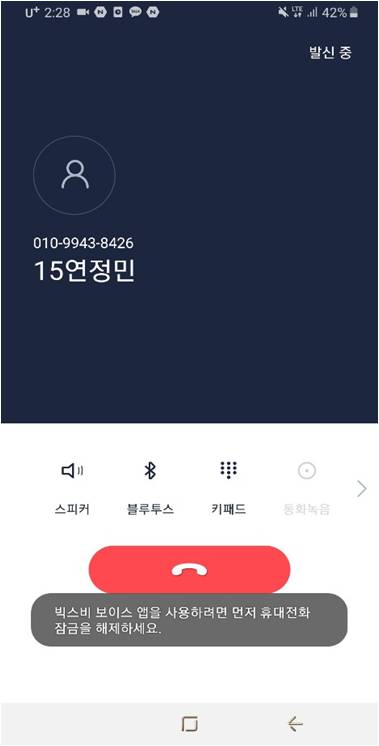 U+ 2:28 LTE 42%
발신 중
010-9943-8426
15연정민
스피커 블루투스 키패드 통화녹음
빅스비 보이스 앱을 사용하려면 먼저 휴대전화
잠금을 해제하세요.